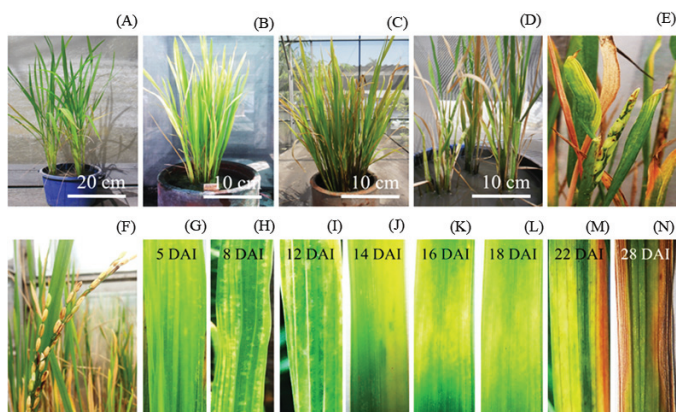 (A) (B) (C) (D) (E)
20 cm 10 cm 10 cm 10 cm
(F) (G) (H) (I) (J) (K) (L) (M) (N)
5 DAI 8 DAI 12 DAI 14 DAI 16 DAI 18 DAI 22 DAI 28 DAI